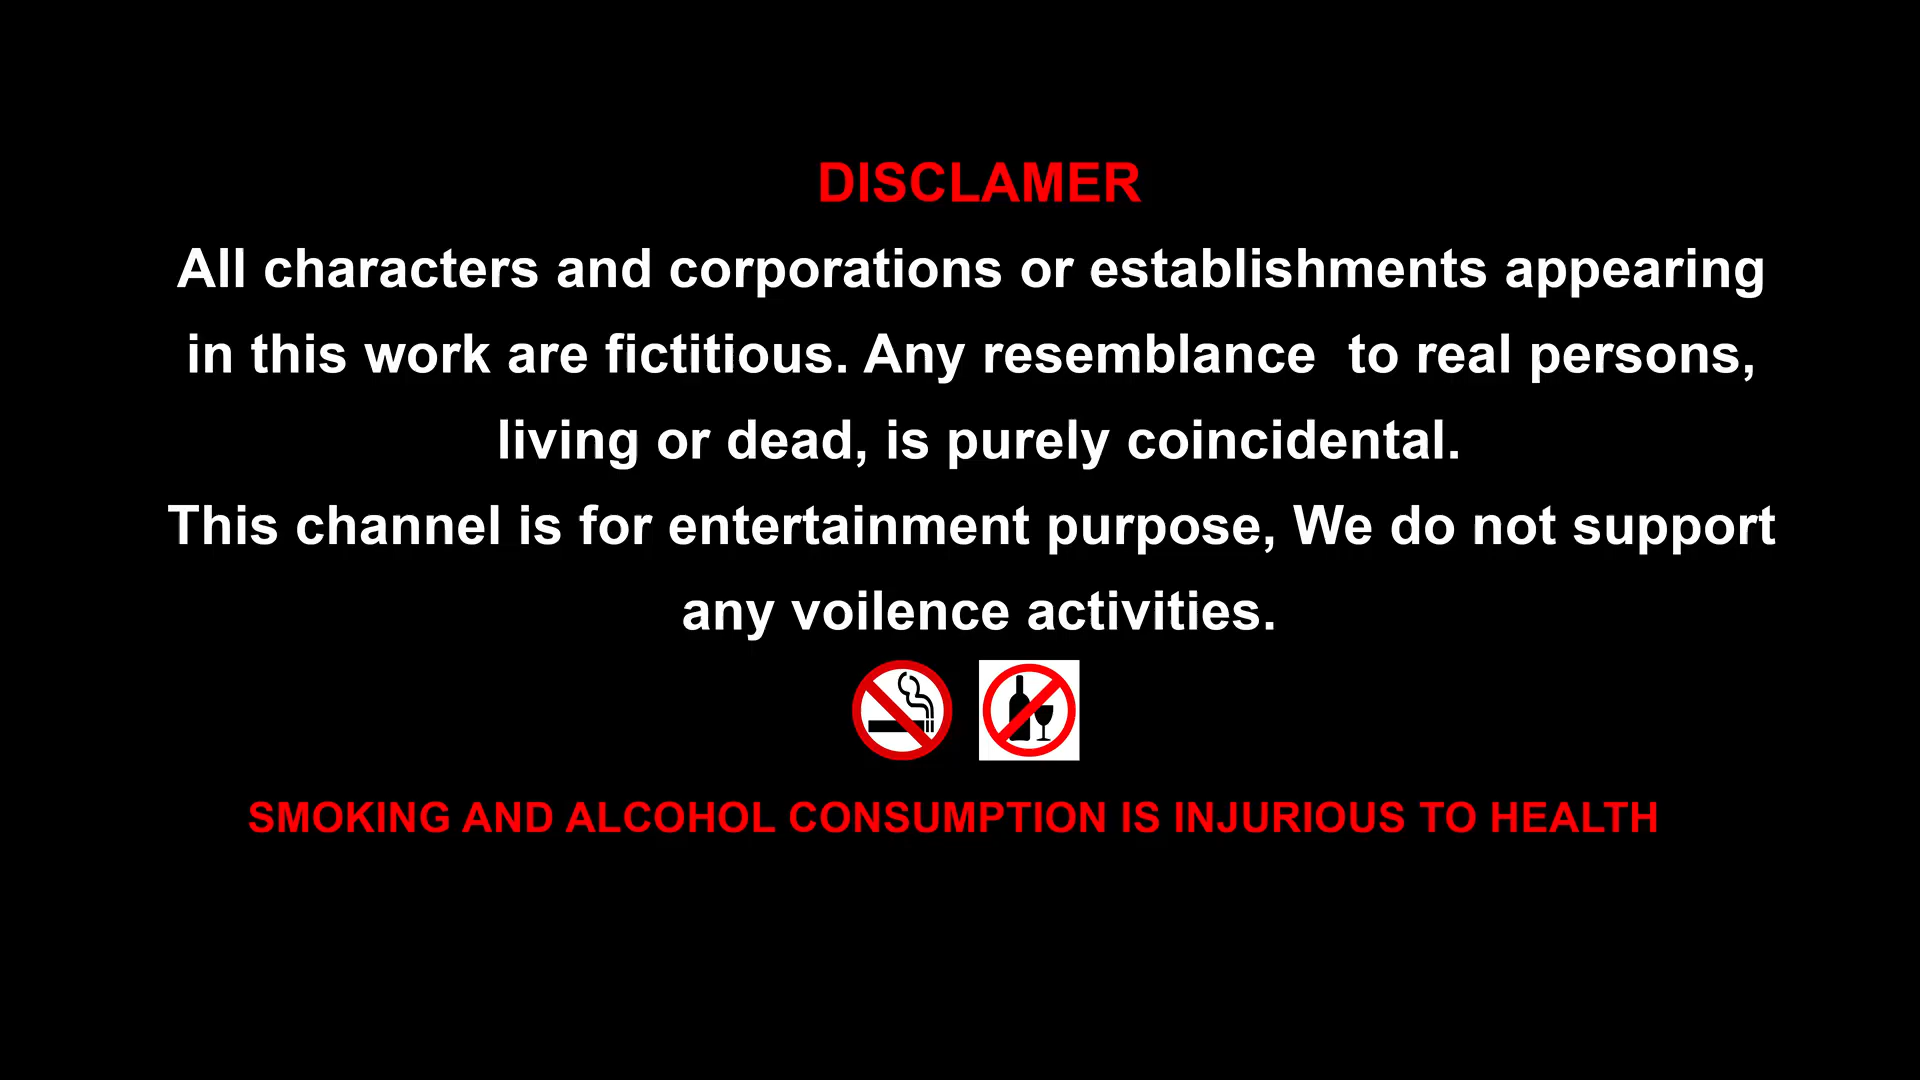 DISCLAMER
All characters and corporations or establishments appearing
in this work are fictitious. Any resemblance  to real persons,
living or dead, is purely coincidental.
This channel is for entertainment purpose, We do not support
any voilence activities.
SMOKING AND ALCOHOL CONSUMPTION IS INJURIOUS TO HEALTH